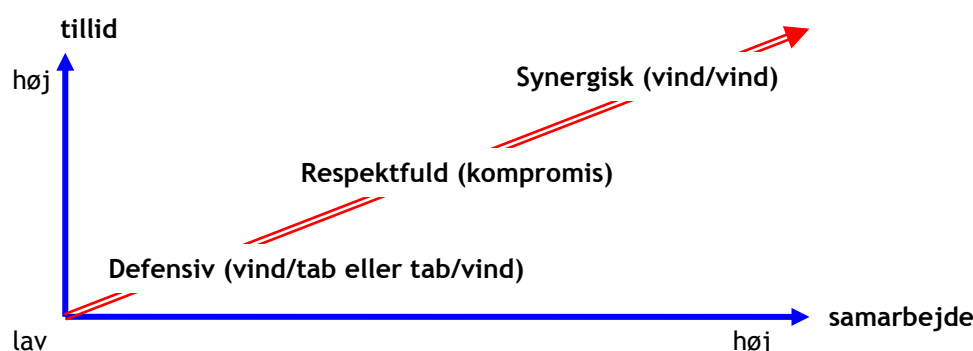 tillid
høj
Synergisk (vind/vind)
Respektfuld (kompromis)
Defensiv (vind/tab eller tab/vind)
samarbejde
lav
høj